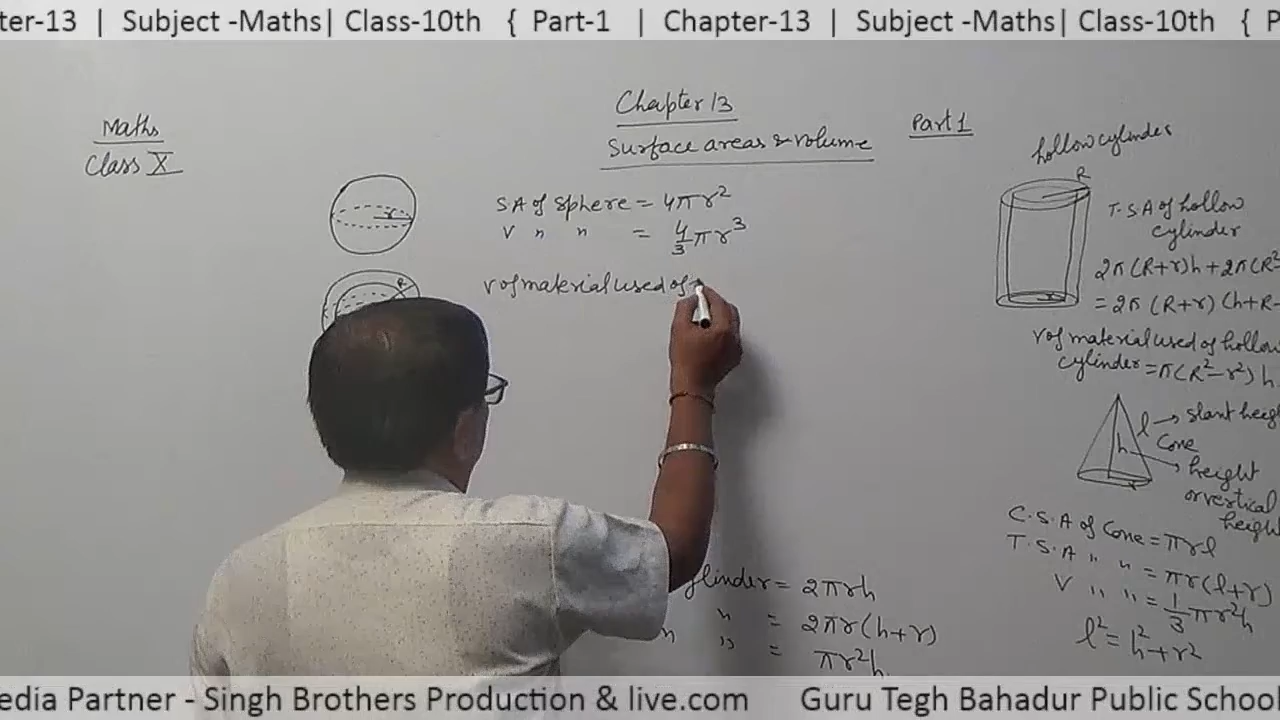 ter-13 | Subject -Maths| Class-10th { Part-1 | Chapter-13 | Subject -Maths| Class-10th { P
Maths
Class X
Chapter 13
Surface areas & volume
Part 1
r
SA of Sphere = 4πr²
V " " = 4/3 πr³
R
V of material used of
cylinder = 2πrh
" = 2πr(h+r)
" " = πr²h
hollow cylinder
R
r
T.S.A of hollow
cylinder
2π(R+r)h + 2π(R²
= 2π (R+r) (h+R-
V of material used of hollow
cylinder = π(R²-r²) h
l → slant heig
Cone
h → height
or vertical
height
r
C.S.A of Cone = πrl
T.S.A " " = πr(l+r)
V " " = 1/3 πr²h
l² = h²+r²
edia Partner - Singh Brothers Production & live.com Guru Tegh Bahadur Public School